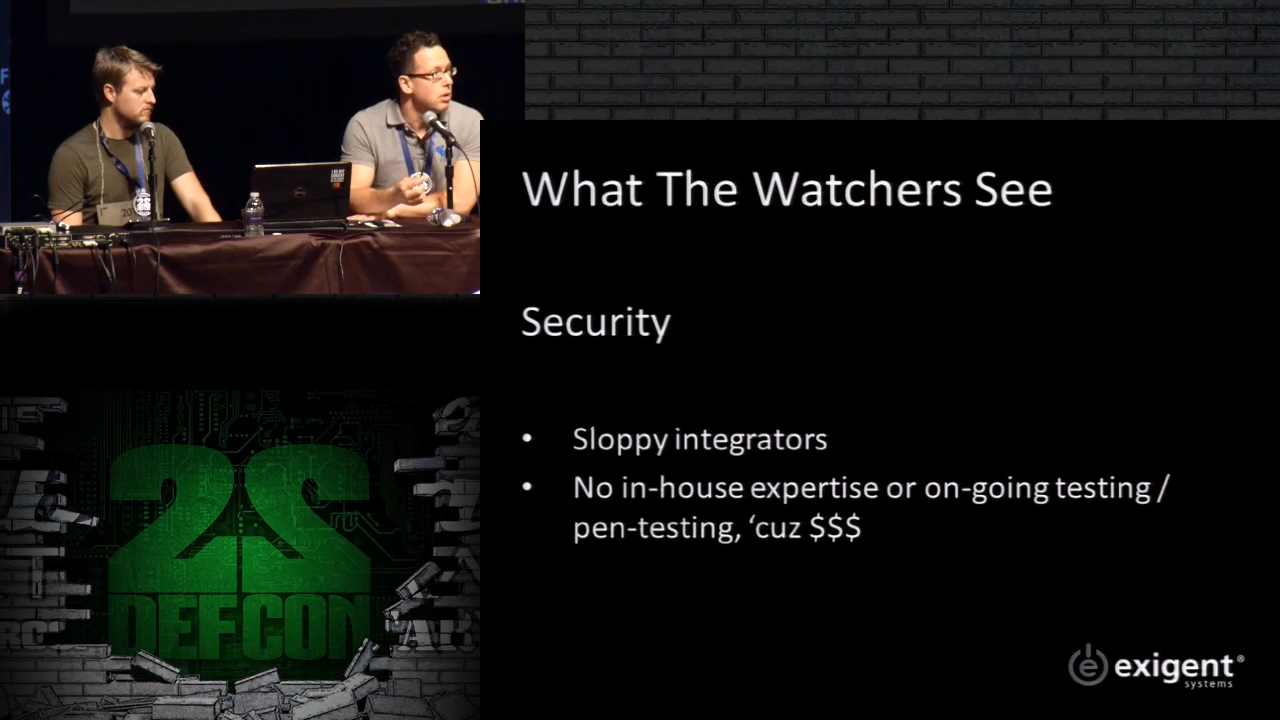 What The Watchers See
Security
• Sloppy integrators
• No in-house expertise or on-going testing /
pen-testing, ‘cuz $$$
22
DEFCON
exigent®
systems